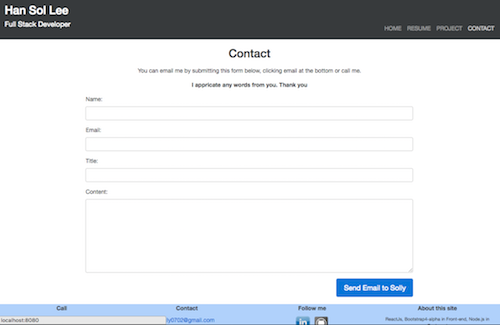 Han Sol Lee
Full Stack Developer
HOME RESUME PROJECT CONTACT
Contact
You can email me by submitting this form below, clicking email at the bottom or call me.
I appricate any words from you. Thank you
Name:
Email:
Title:
Content:
Send Email to Solly
Call Contact Follow me About this site
localhost:8080 ly0702@gmail.com in ReactJs, Bootstrap4-alpha in Front-end, Node.js in